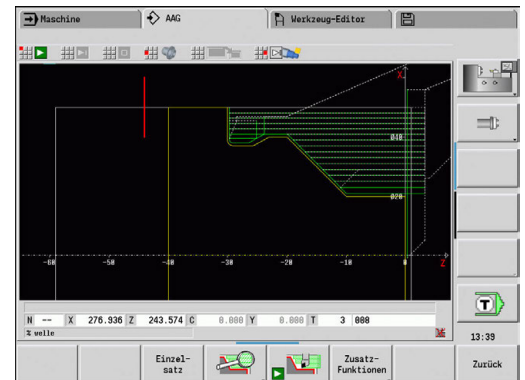 Maschine
AAG
Werkzeug-Editor
X
Ø40
Ø20
-60 -50 -40 -30 -20 -10 0
Z
N -- X 276.936 Z 243.574 C 0.000 Y 0.000 T 3 008
% welle
T
13:39
Einzel-
satz
Zusatz-
Funktionen
Zurück